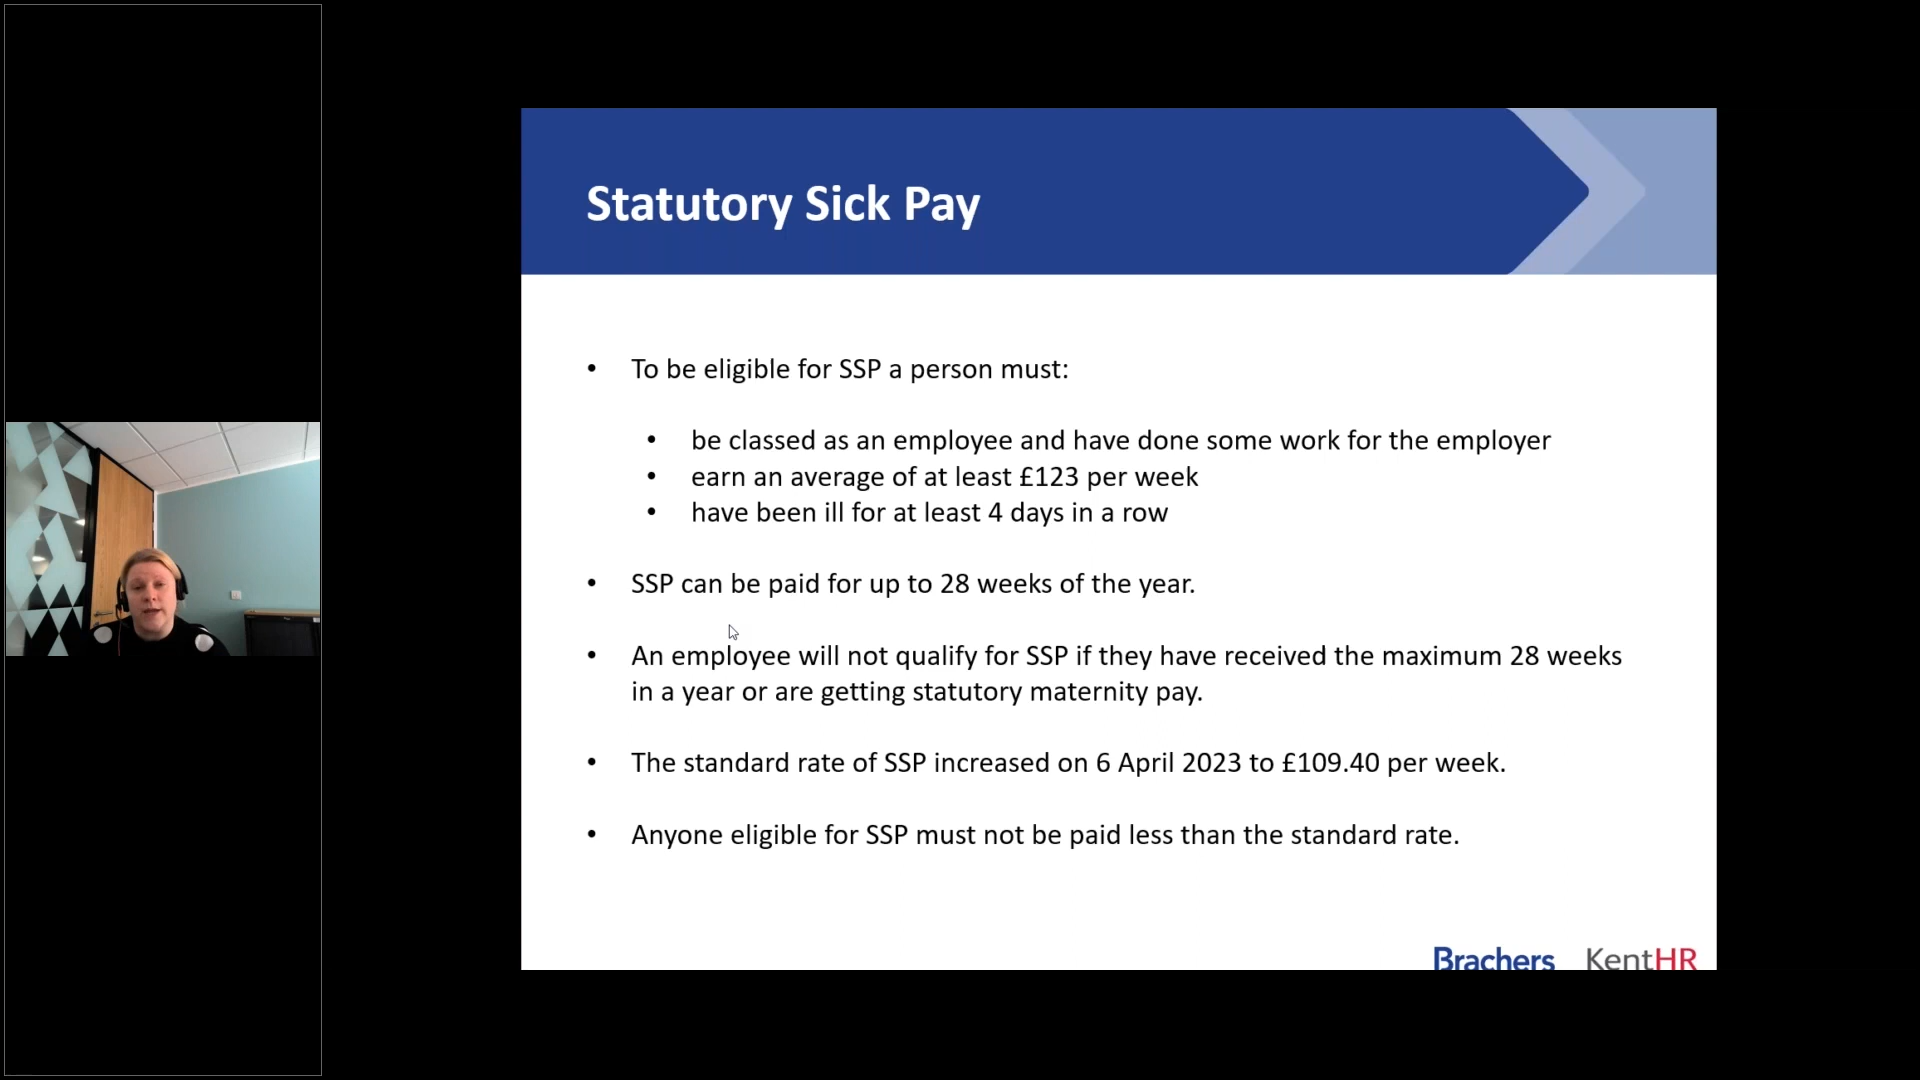 Statutory Sick Pay
• To be eligible for SSP a person must:
• be classed as an employee and have done some work for the employer
• earn an average of at least £123 per week
• have been ill for at least 4 days in a row
• SSP can be paid for up to 28 weeks of the year.
• An employee will not qualify for SSP if they have received the maximum 28 weeks
in a year or are getting statutory maternity pay.
• The standard rate of SSP increased on 6 April 2023 to £109.40 per week.
• Anyone eligible for SSP must not be paid less than the standard rate.
Brachers KentHR